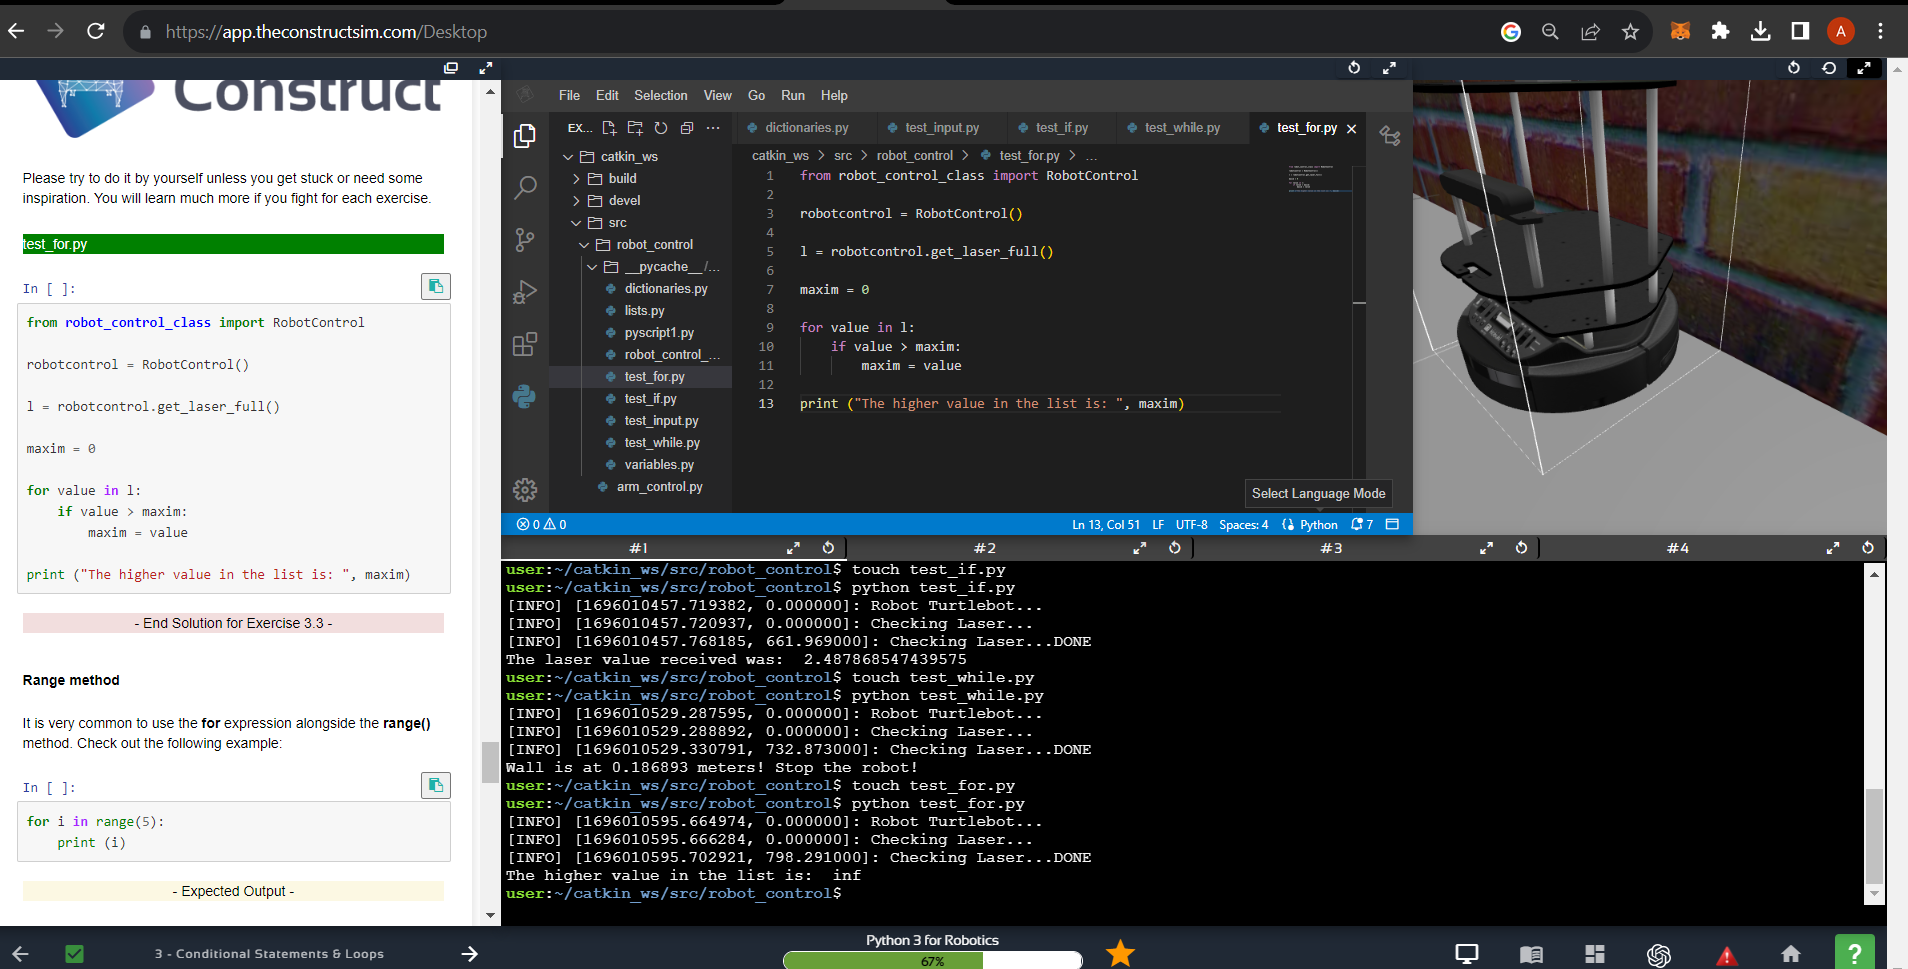 https://app.theconstructsim.com/Desktop
A
Construct
Please try to do it by yourself unless you get stuck or need some
inspiration. You will learn much more if you fight for each exercise.
test_for.py
In [ ]:
from robot_control_class import RobotControl
robotcontrol = RobotControl()
l = robotcontrol.get_laser_full()
maxim = 0
for value in l:
if value > maxim:
maxim = value
print ("The higher value in the list is: ", maxim)
- End Solution for Exercise 3.3 -
Range method
It is very common to use the for expression alongside the range()
method. Check out the following example:
In [ ]:
for i in range(5):
print (i)
- Expected Output -
File Edit Selection View Go Run Help
EX...
catkin_ws
build
devel
src
robot_control
__pycache__/...
dictionaries.py
lists.py
pyscript1.py
robot_control_...
test_for.py
test_if.py
test_input.py
test_while.py
variables.py
arm_control.py
dictionaries.py test_input.py test_if.py test_while.py test_for.py
catkin_ws > src > robot_control > test_for.py > ...
1 from robot_control_class import RobotControl
2
3 robotcontrol = RobotControl()
4
5 l = robotcontrol.get_laser_full()
6
7 maxim = 0
8
9 for value in l:
10 if value > maxim:
11 maxim = value
12
13 print ("The higher value in the list is: ", maxim)
Select Language Mode
0 0 Ln 13, Col 51 LF UTF-8 Spaces: 4 Python 7
#1 #2 #3 #4
user:~/catkin_ws/src/robot_control$ touch test_if.py
user:~/catkin_ws/src/robot_control$ python test_if.py
[INFO] [1696010457.719382, 0.000000]: Robot Turtlebot...
[INFO] [1696010457.720937, 0.000000]: Checking Laser...
[INFO] [1696010457.768185, 661.969000]: Checking Laser...DONE
The laser value received was:  2.487868547439575
user:~/catkin_ws/src/robot_control$ touch test_while.py
user:~/catkin_ws/src/robot_control$ python test_while.py
[INFO] [1696010529.287595, 0.000000]: Robot Turtlebot...
[INFO] [1696010529.288892, 0.000000]: Checking Laser...
[INFO] [1696010529.330791, 732.873000]: Checking Laser...DONE
Wall is at 0.186893 meters! Stop the robot!
user:~/catkin_ws/src/robot_control$ touch test_for.py
user:~/catkin_ws/src/robot_control$ python test_for.py
[INFO] [1696010595.664974, 0.000000]: Robot Turtlebot...
[INFO] [1696010595.666284, 0.000000]: Checking Laser...
[INFO] [1696010595.702921, 798.291000]: Checking Laser...DONE
The higher value in the list is:  inf
user:~/catkin_ws/src/robot_control$
3 - Conditional Statements & Loops
Python 3 for Robotics
67%
?